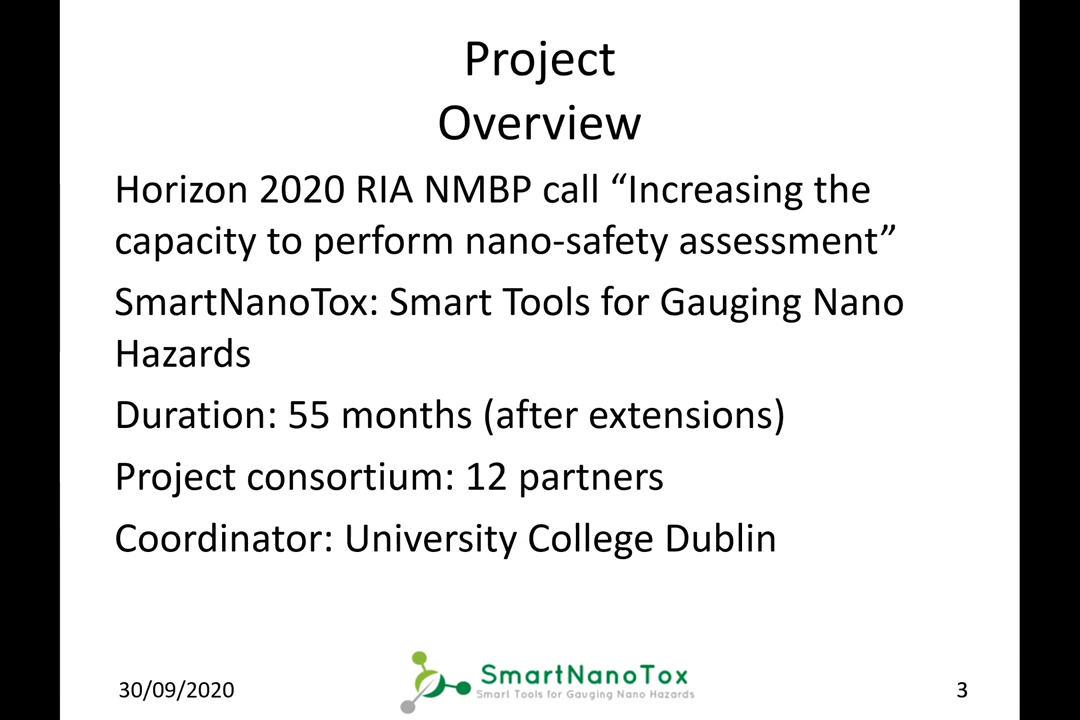 Project
Overview
Horizon 2020 RIA NMBP call “Increasing the
capacity to perform nano-safety assessment”
SmartNanoTox: Smart Tools for Gauging Nano
Hazards
Duration: 55 months (after extensions)
Project consortium: 12 partners
Coordinator: University College Dublin
30/09/2020
SmartNanoTox
Smart Tools for Gauging Nano Hazards
3